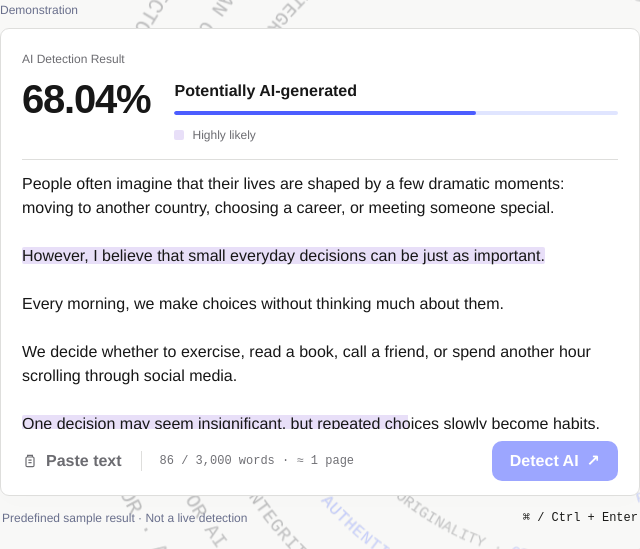 Demonstration
AI Detection Result
68.04%
Potentially AI-generated
Highly likely
People often imagine that their lives are shaped by a few dramatic moments:
moving to another country, choosing a career, or meeting someone special.
However, I believe that small everyday decisions can be just as important.
Every morning, we make choices without thinking much about them.
We decide whether to exercise, read a book, call a friend, or spend another hour
scrolling through social media.
One decision may seem insignificant, but repeated choices slowly become habits.
Paste text
86 / 3,000 words · ≈ 1 page
Detect AI ↗
Predefined sample result · Not a live detection
⌘ / Ctrl + Enter
OR AI
ORIGINALITY